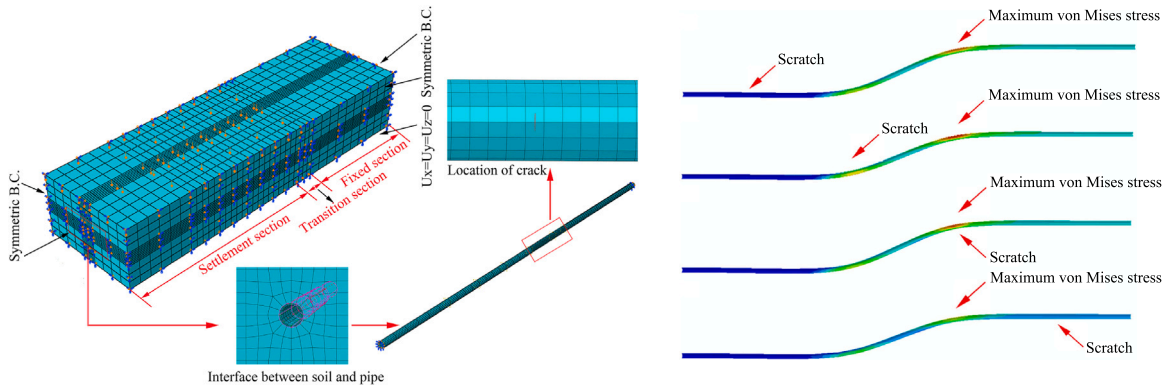 Symmetric B.C.
Symmetric B.C.
Ux=Uy=Uz=0
Fixed section
Transition section
Settlement section
Symmetric B.C.
Location of crack
Interface between soil and pipe
Maximum von Mises stress
Scratch
Maximum von Mises stress
Scratch
Maximum von Mises stress
Scratch
Maximum von Mises stress
Scratch